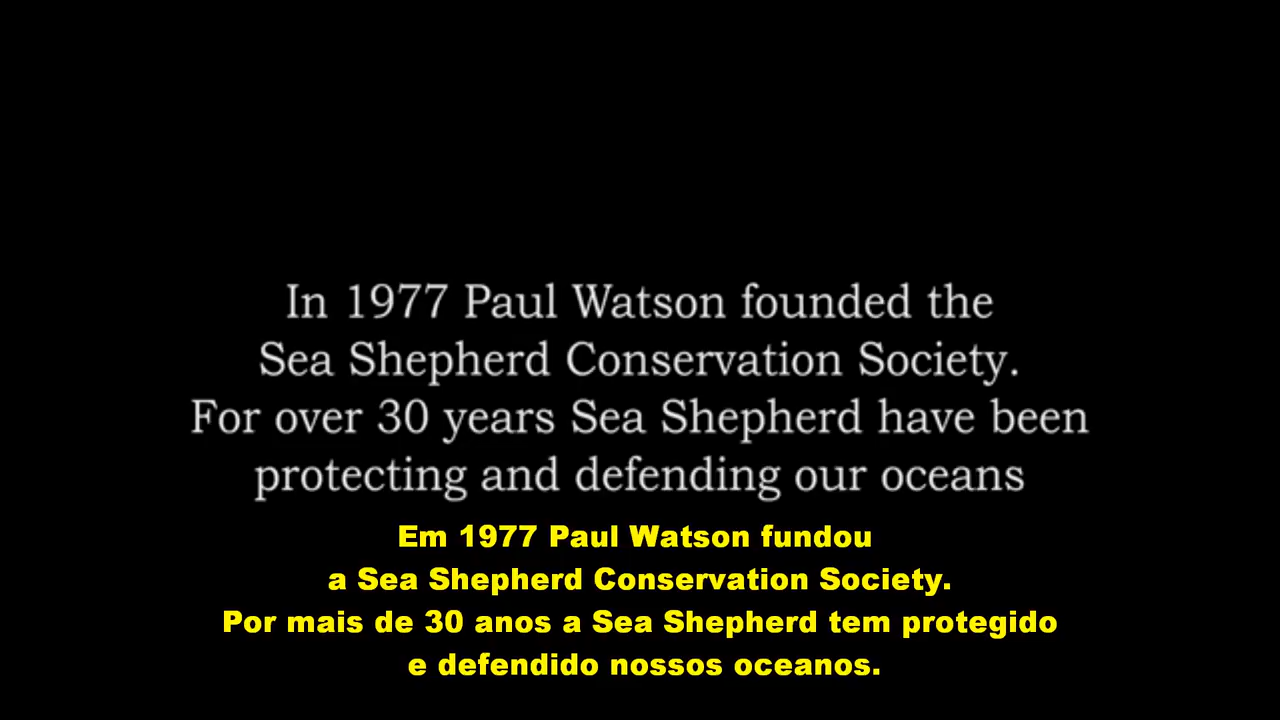 In 1977 Paul Watson founded the
Sea Shepherd Conservation Society.
For over 30 years Sea Shepherd have been
protecting and defending our oceans
Em 1977 Paul Watson fundou
a Sea Shepherd Conservation Society.
Por mais de 30 anos a Sea Shepherd tem protegido
e defendido nossos oceanos.